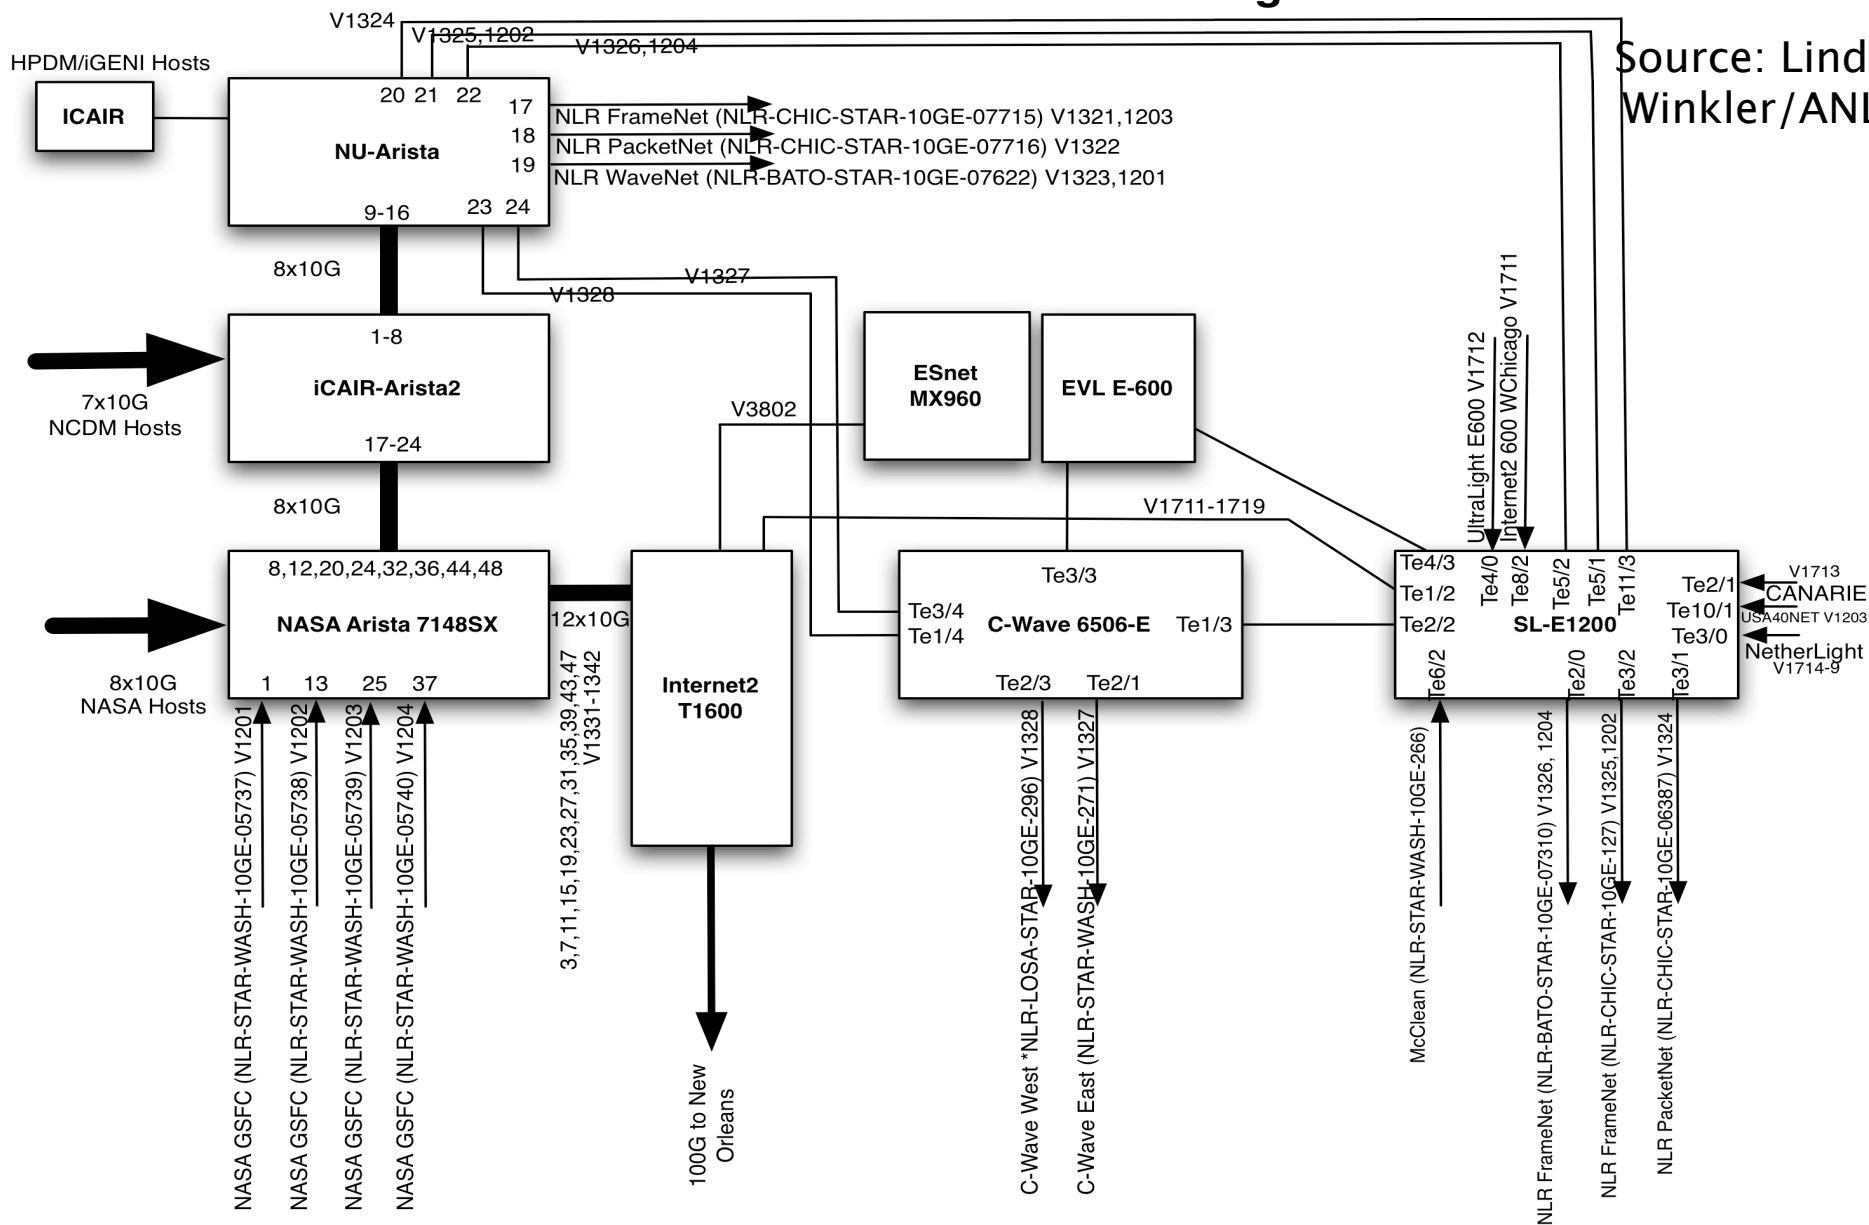 V1324
V1325,1202
V1326,1204
Source: Lind
Winkler/ANL
HPDM/iGENI Hosts
ICAIR
20 21 22
17
18
19
NU-Arista
9-16
23 24
NLR FrameNet (NLR-CHIC-STAR-10GE-07715) V1321,1203
NLR PacketNet (NLR-CHIC-STAR-10GE-07716) V1322
NLR WaveNet (NLR-BATO-STAR-10GE-07622) V1323,1201
8x10G
V1327
V1328
1-8
iCAIR-Arista2
17-24
7x10G
NCDM Hosts
ESnet
MX960
EVL E-600
V3802
UltraLight E600 V1712
Internet2 600 WChicago V1711
8x10G
V1711-1719
8,12,20,24,32,36,44,48
NASA Arista 7148SX
1 13 25 37
8x10G
NASA Hosts
12x10G
3,7,11,15,19,23,27,31,35,39,43,47
V1331-1342
Internet2
T1600
Te3/3
Te3/4
Te1/4
C-Wave 6506-E
Te1/3
Te2/3 Te2/1
Te4/3
Te1/2
Te2/2
Te4/0
Te8/2
Te5/2
Te5/1
Te11/3
SL-E1200
Te2/1
Te10/1
Te3/0
Te6/2
Te2/0
Te3/2
Te3/1
V1713
CANARIE
USA40NET V1203
NetherLight
V1714-9
NASA GSFC (NLR-STAR-WASH-10GE-05737) V1201
NASA GSFC (NLR-STAR-WASH-10GE-05738) V1202
NASA GSFC (NLR-STAR-WASH-10GE-05739) V1203
NASA GSFC (NLR-STAR-WASH-10GE-05740) V1204
100G to New
Orleans
C-Wave West *NLR-LOSA-STAR-10GE-296) V1328
C-Wave East (NLR-STAR-WASH-10GE-271) V1327
McClean (NLR-STAR-WASH-10GE-266)
NLR FrameNet (NLR-BATO-STAR-10GE-07310) V1326, 1204
NLR FrameNet (NLR-CHIC-STAR-10GE-127) V1325,1202
NLR PacketNet (NLR-CHIC-STAR-10GE-06387) V1324